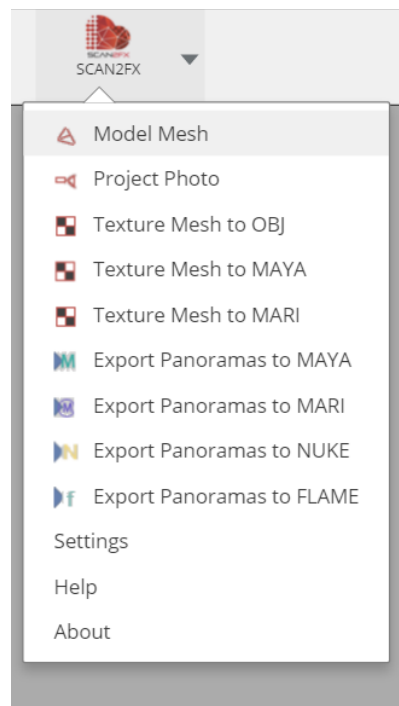 SCAN2FX
SCAN2FX
Model Mesh
Project Photo
Texture Mesh to OBJ
Texture Mesh to MAYA
Texture Mesh to MARI
Export Panoramas to MAYA
Export Panoramas to MARI
Export Panoramas to NUKE
Export Panoramas to FLAME
Settings
Help
About